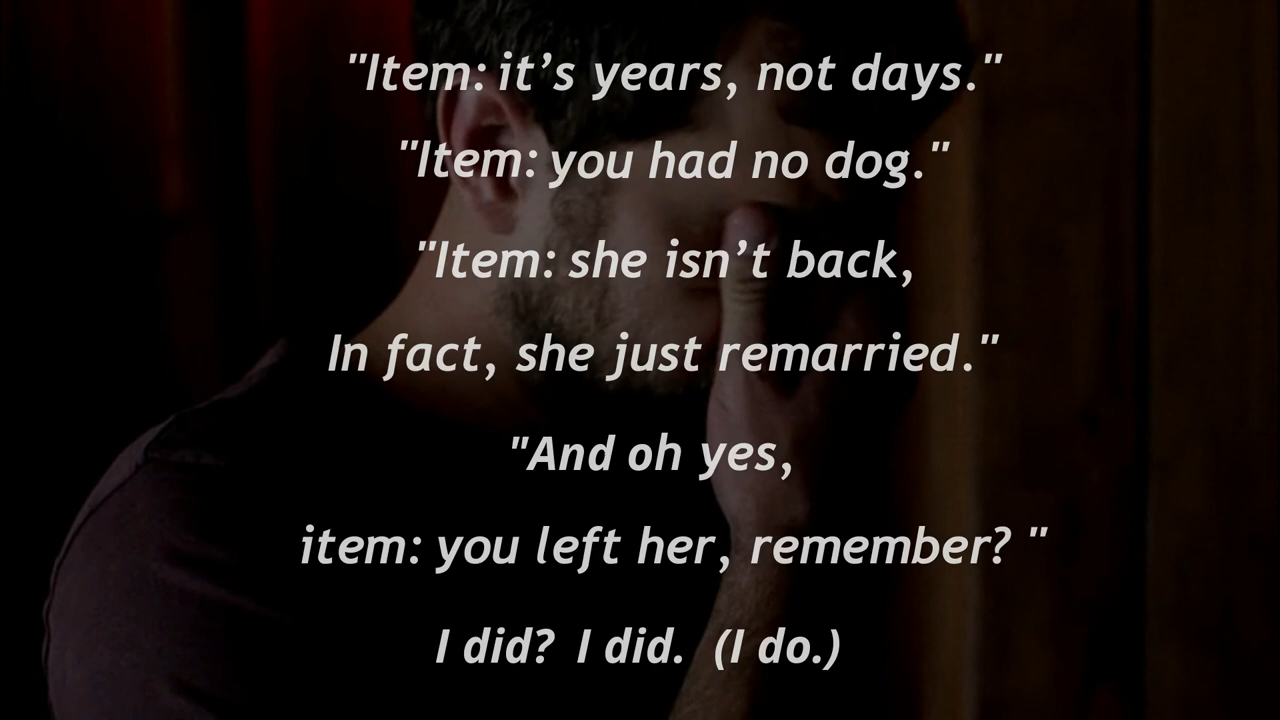 "Item: it’s years, not days."
"Item: you had no dog."
"Item: she isn’t back,
In fact, she just remarried."
"And oh yes,
item: you left her, remember? "
I did?  I did.  (I do.)